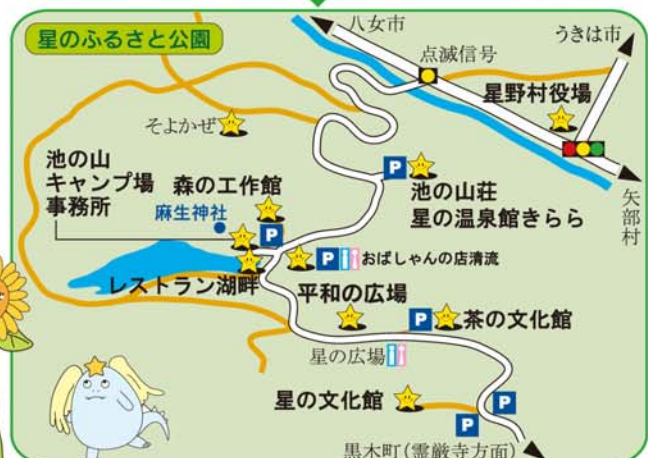 星のふるさと公園
八女市
うきは市
点滅信号
星野村役場
そよかぜ
矢部村
P
池の山荘
星の温泉館きらら
池の山
キャンプ場
事務所
森の工作館
麻生神社
P
P
おばしゃんの店清流
レストラン湖畔
平和の広場
P
茶の文化館
星の広場
星の文化館
P
P
黒木町(霊厳寺方面)